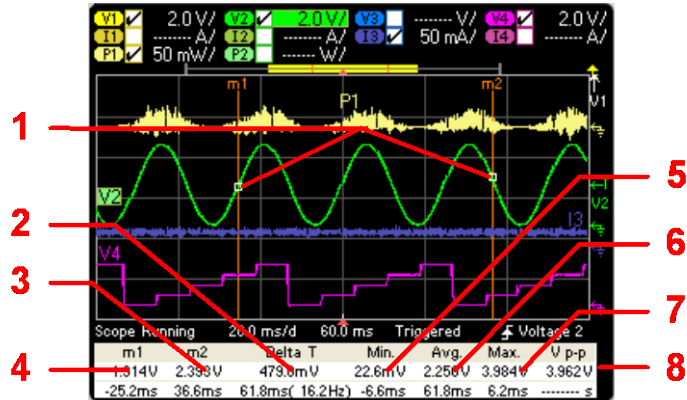 V1 2.0 V/ V2 2.0 V/ V3 ------- V/ V4 2.0 V/
I1 ------- A/ I2 ------- A/ I3 50 mA/ I4 ------- A/
P1 50 mW/ P2 ------- W/
m1 m2
V1
P1
1
5
V2
V2
2
I3
6
V4
3
7
Scope Running 20.0 ms/d 60.0 ms Triggered Voltage 2
m1 m2 Delta T Min. Avg. Max. V p-p
4 1.914V 2.393V 479.0mV 22.6mV 2.250V 3.984V 3.962V 8
-25.2ms 36.6ms 61.8ms( 16.2Hz) -6.6ms 61.8ms 6.2ms -------- s